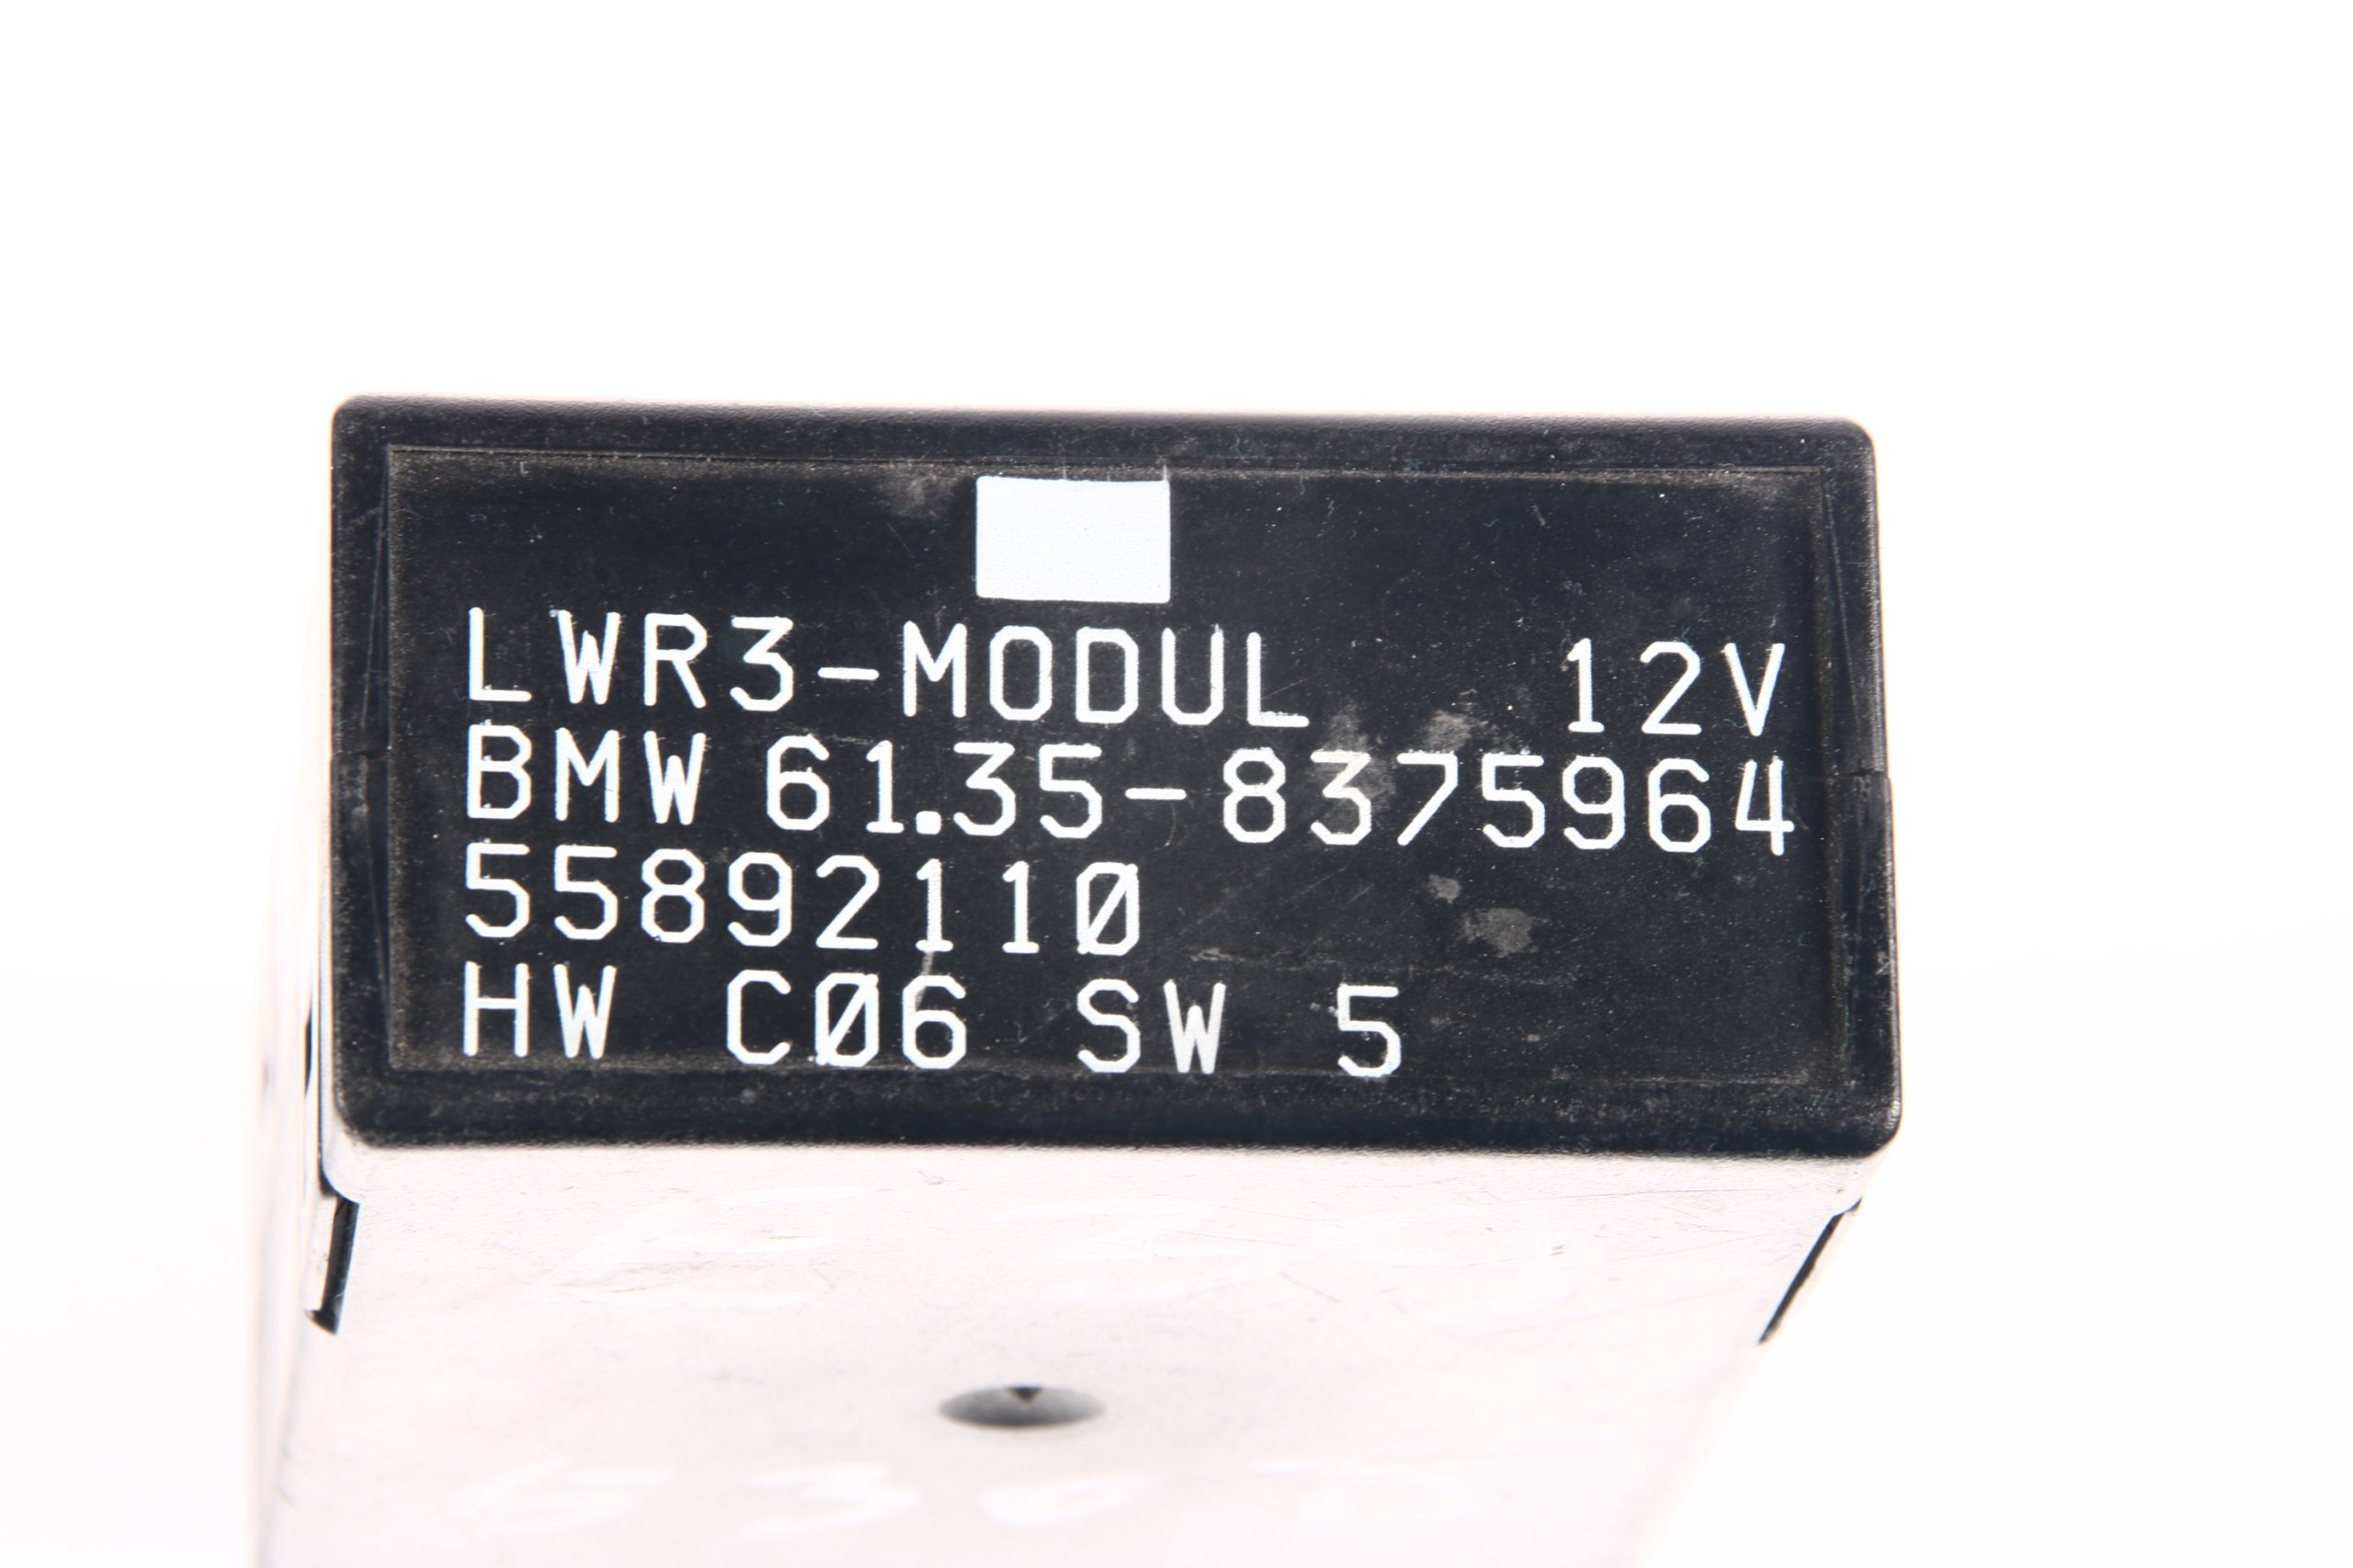 LWR3-MODUL 12V
BMW 61.35-8375964
55892110
HW C06 SW 5